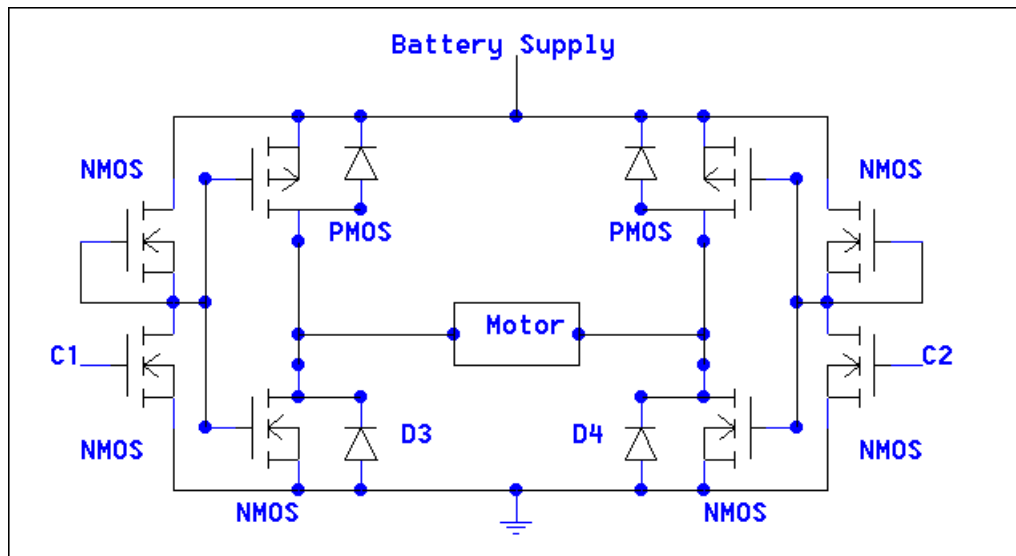 Battery Supply
NMOS
NMOS
PMOS
PMOS
Motor
C1
C2
D3
D4
NMOS
NMOS
NMOS
NMOS